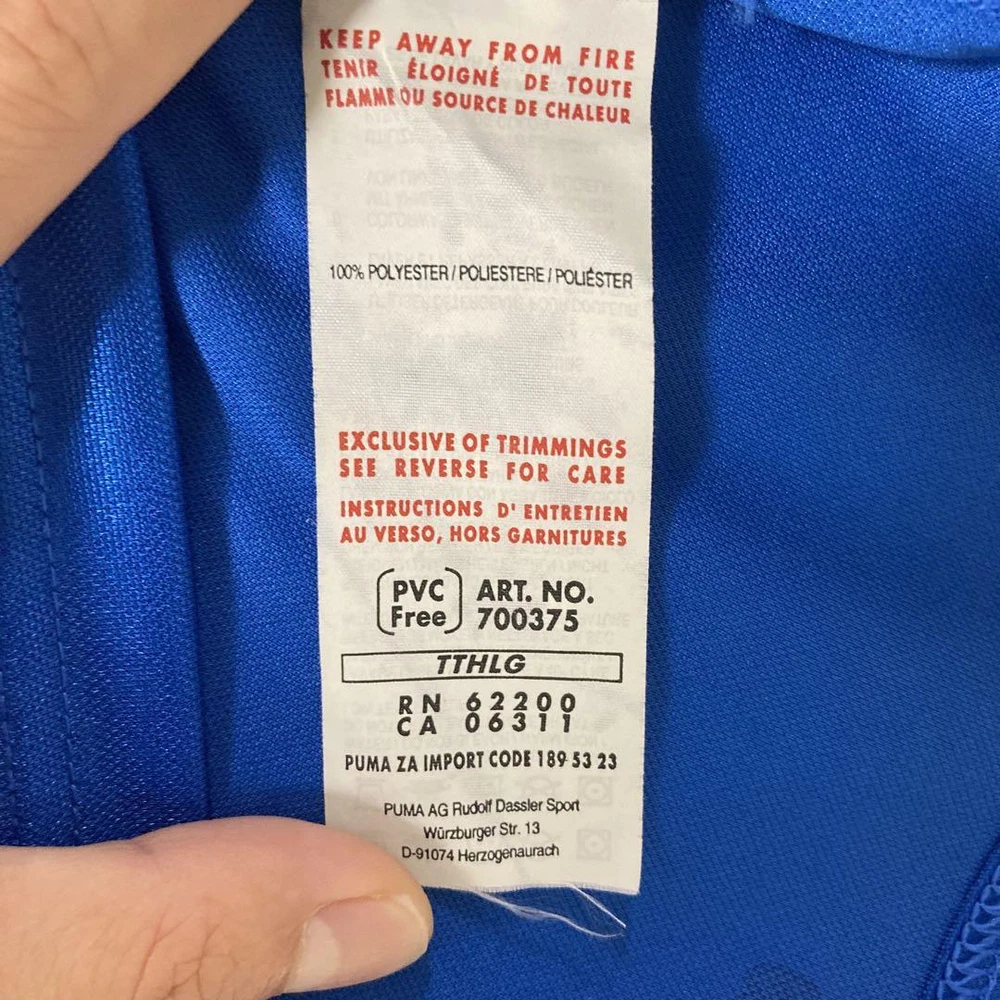 KEEP AWAY FROM FIRE
TENIR ÉLOIGNÉ DE TOUTE
FLAMME OU SOURCE DE CHALEUR
100% POLYESTER / POLIESTERE / POLIÉSTER
EXCLUSIVE OF TRIMMINGS
SEE REVERSE FOR CARE
INSTRUCTIONS D' ENTRETIEN
AU VERSO, HORS GARNITURES
PVC Free ART. NO. 700375
TTHLG
RN 62200
CA 06311
PUMA ZA IMPORT CODE 189 53 23
PUMA AG Rudolf Dassler Sport
Würzburger Str. 13
D-91074 Herzogenaurach